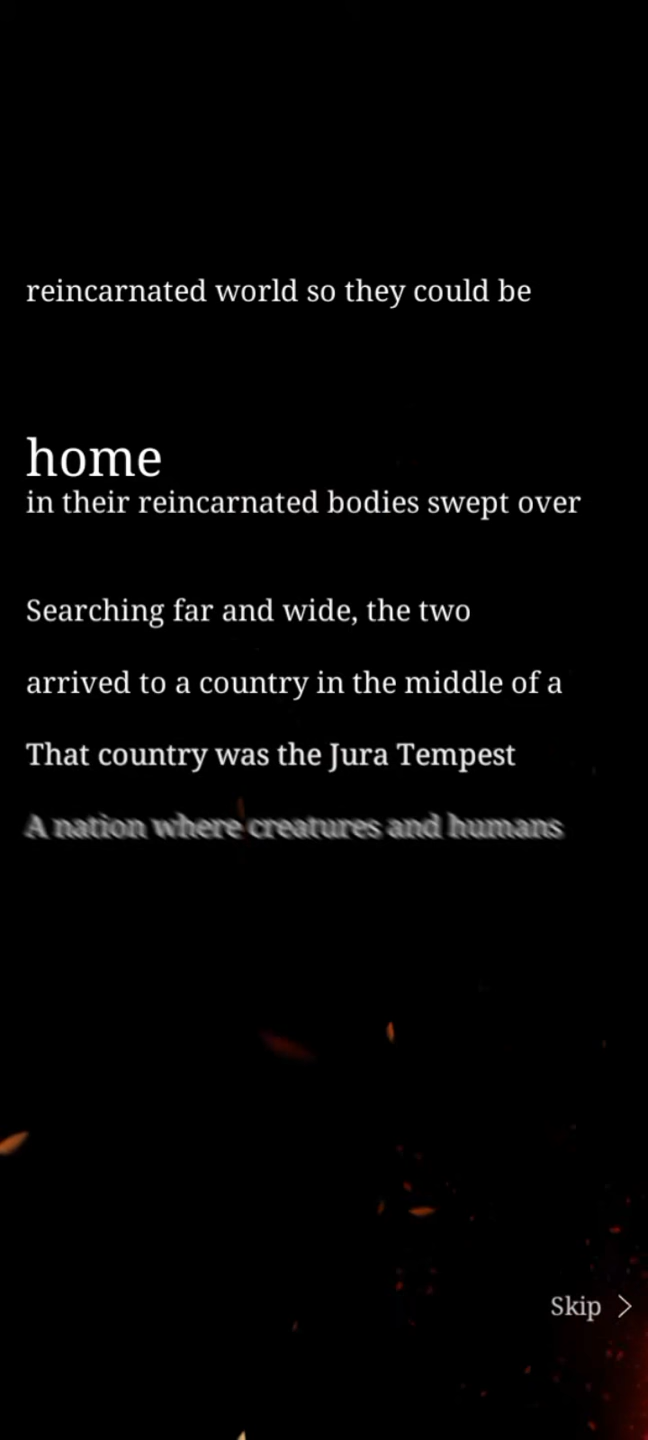 reincarnated world so they could be
home
in their reincarnated bodies swept over
Searching far and wide, the two
arrived to a country in the middle of a
That country was the Jura Tempest
A nation where creatures and humans
Skip